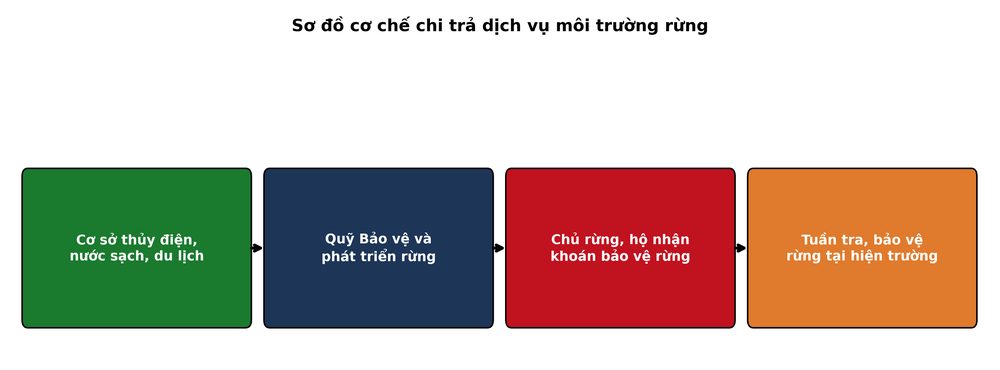 Sơ đồ cơ chế chi trả dịch vụ môi trường rừng
Cơ sở thủy điện,
nước sạch, du lịch
Quỹ Bảo vệ và
phát triển rừng
Chủ rừng, hộ nhận
khoán bảo vệ rừng
Tuần tra, bảo vệ
rừng tại hiện trường